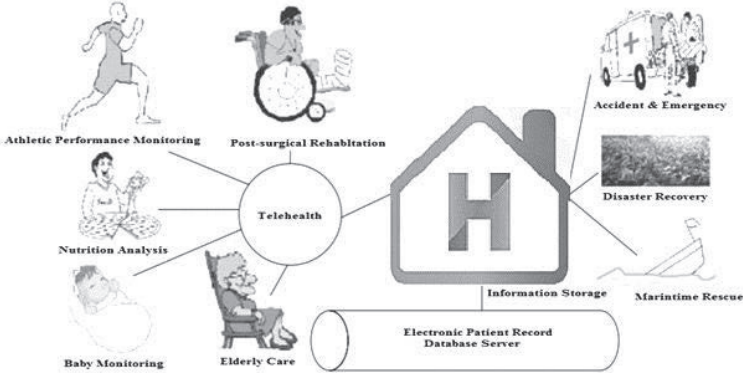 Accident & Emergency
Athletic Performance Monitoring
Post-surgical Rehabltation
Disaster Recovery
Telehealth
H
Nutrition Analysis
Information Storage
Marintime Rescue
Electronic Patient Record
Database Server
Baby Monitoring
Elderly Care